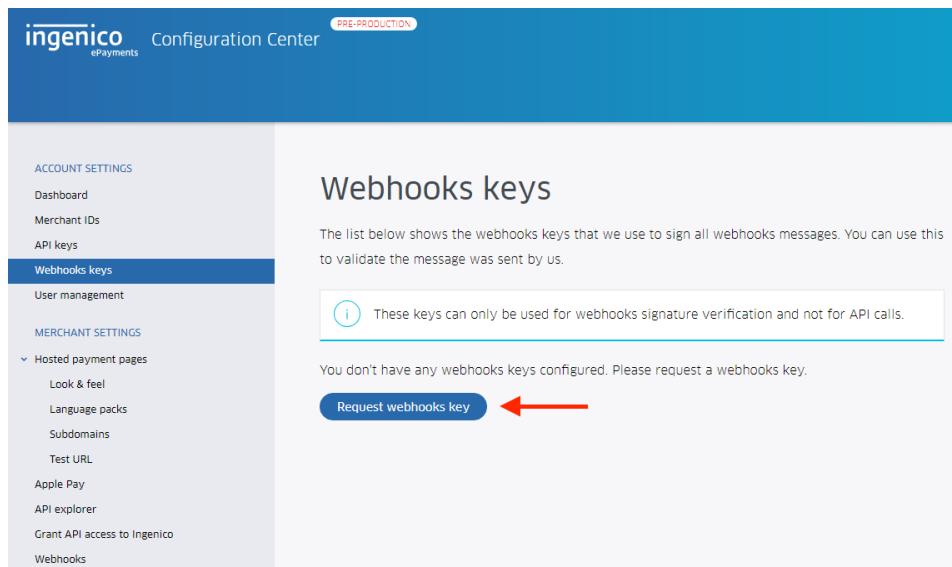 ingenico
ePayments
Configuration Center
PRE-PRODUCTION
ACCOUNT SETTINGS
Dashboard
Merchant IDs
API keys
Webhooks keys
User management
MERCHANT SETTINGS
Hosted payment pages
Look & feel
Language packs
Subdomains
Test URL
Apple Pay
API explorer
Grant API access to Ingenico
Webhooks
Webhooks keys
The list below shows the webhooks keys that we use to sign all webhooks messages. You can use this
to validate the message was sent by us.
i These keys can only be used for webhooks signature verification and not for API calls.
You don't have any webhooks keys configured. Please request a webhooks key.
Request webhooks key